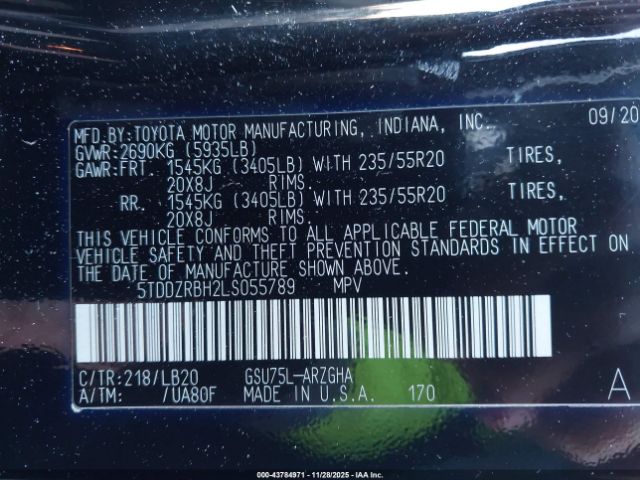 MFD.BY:TOYOTA MOTOR MANUFACTURING, INDIANA, INC. 09/20
GVWR:2690KG (5935LB)
GAWR:FRT. 1545KG (3405LB) WITH 235/55R20 TIRES,
20X8J RIMS.
RR. 1545KG (3405LB) WITH 235/55R20 TIRES,
20X8J RIMS.
THIS VEHICLE CONFORMS TO ALL APPLICABLE FEDERAL MOTOR
VEHICLE SAFETY AND THEFT PREVENTION STANDARDS IN EFFECT ON
THE DATE OF MANUFACTURE SHOWN ABOVE.
5TDDZRBH2LS055789 MPV
C/TR:218/LB20 GSU75L-ARZGHA
A/TM: /UA80F MADE IN U.S.A. 170 A
000-43784971 | 11/28/2025 | IAA Inc.